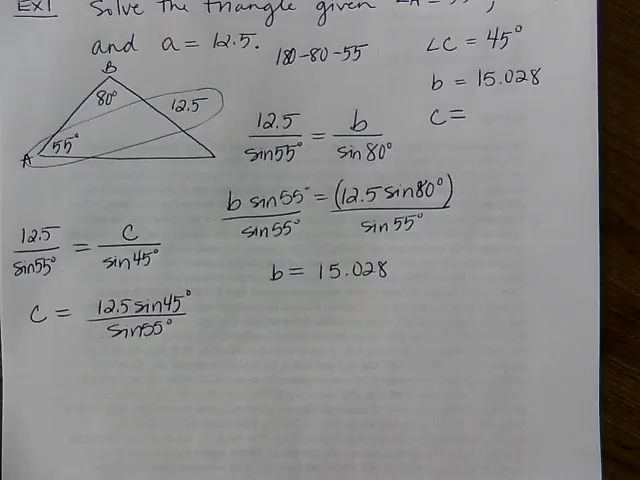 Ex1 Solve the triangle given
and a = 12.5.
180-80-55
∠C = 45°
b = 15.028
c =
B
80°
12.5
A
55°
12.5/sin55° = b/sin80°
b sin55°/sin55° = (12.5 sin80°)/sin55°
b = 15.028
12.5/sin55° = c/sin45°
c = 12.5 sin45°/sin55°